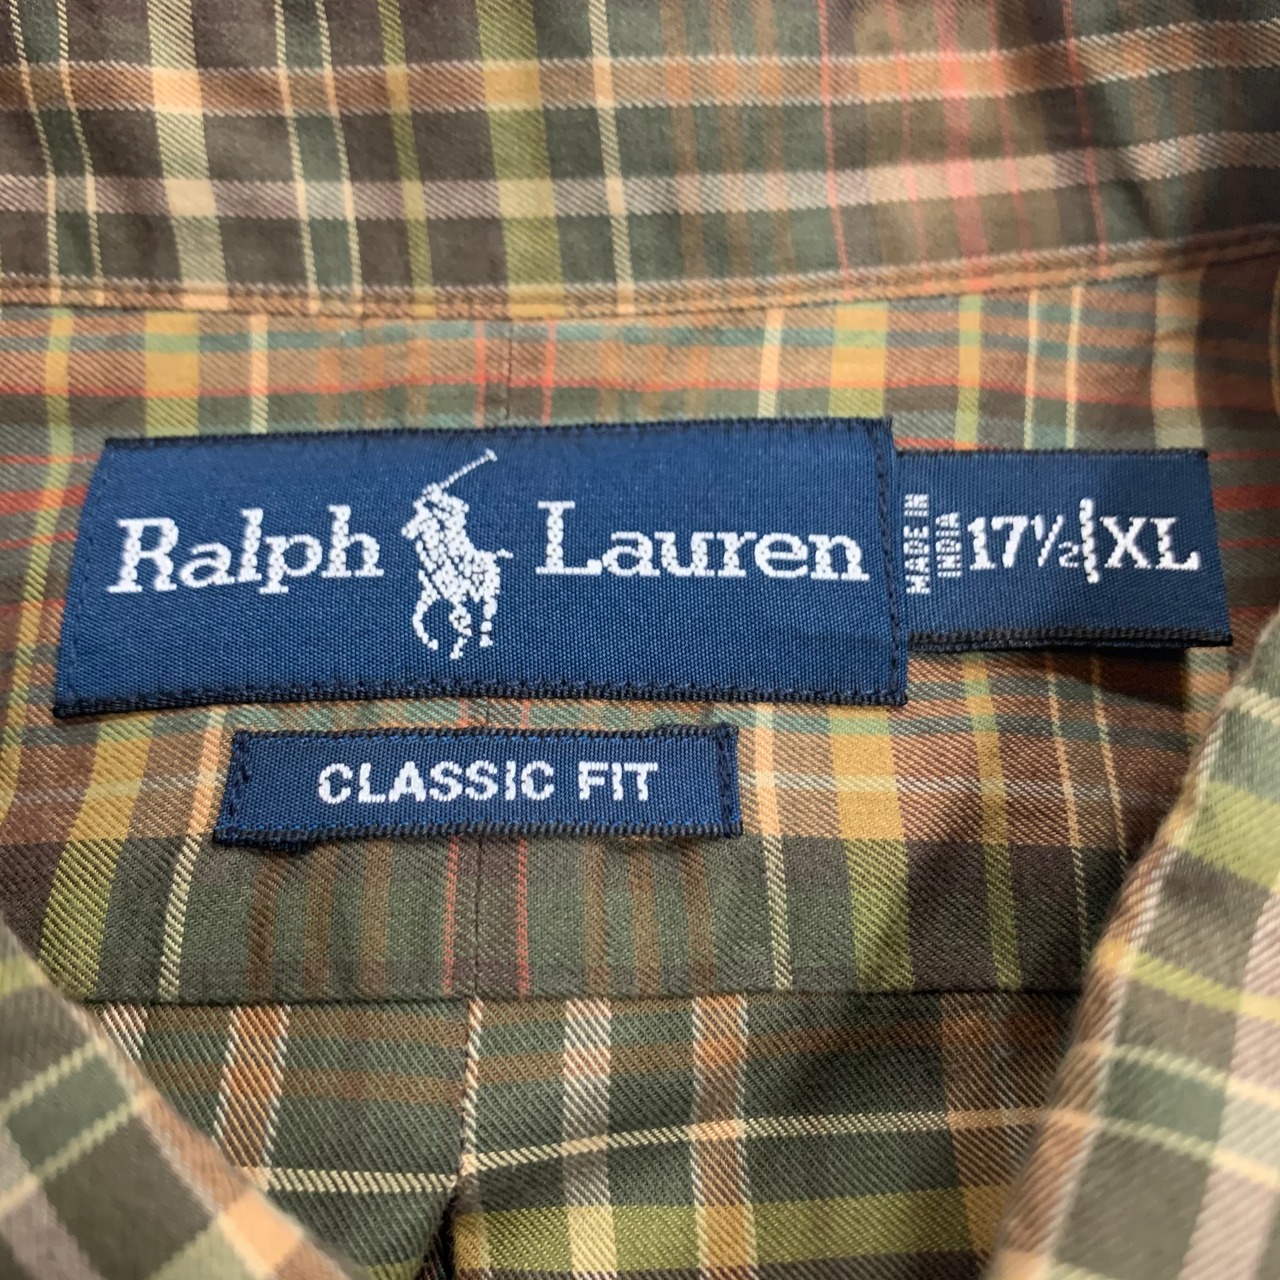 Ralph Lauren
MADE IN
INDIA
17½ XL
CLASSIC FIT